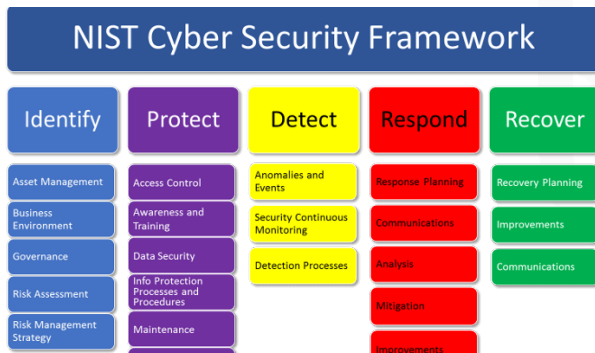 NIST Cyber Security Framework
Identify
Protect
Detect
Respond
Recover
Asset Management
Business
Environment
Governance
Risk Assessment
Risk Management
Strategy
Access Control
Awareness and
Training
Data Security
Info Protection
Processes and
Procedures
Maintenance
Anomalies and
Events
Security Continuous
Monitoring
Detection Processes
Response Planning
Communications
Analysis
Mitigation
Improvements
Recovery Planning
Improvements
Communications